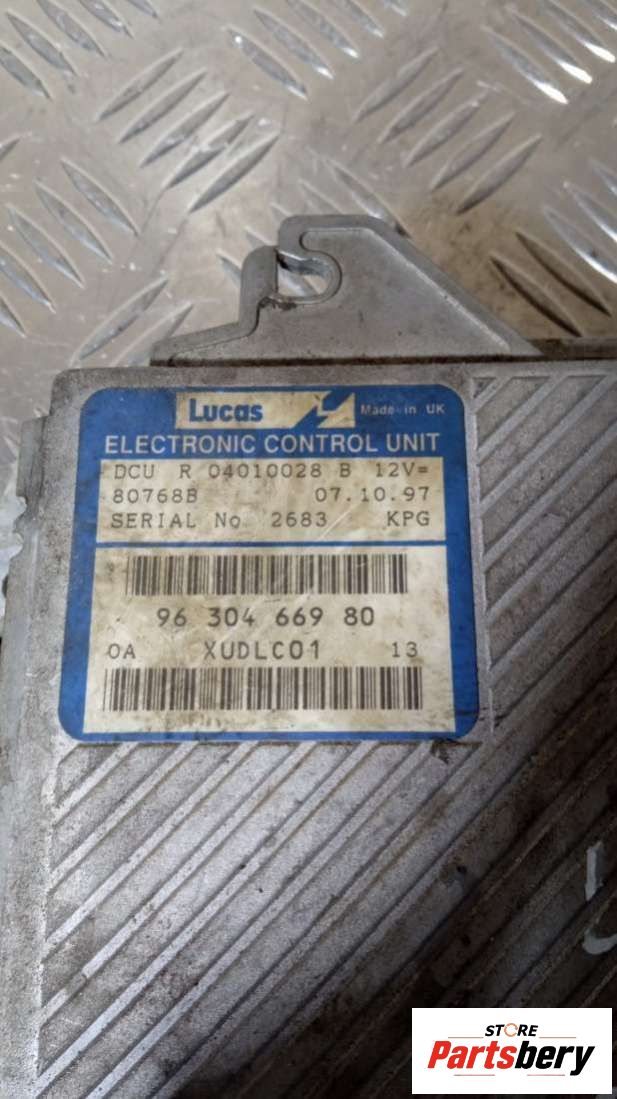 Lucas Made in UK
ELECTRONIC CONTROL UNIT
DCU R 04010028 B 12V=
80768B 07.10.97
SERIAL No 2683 KPG
96 304 669 80
0A XUDLC01 13
STORE
Partsbery